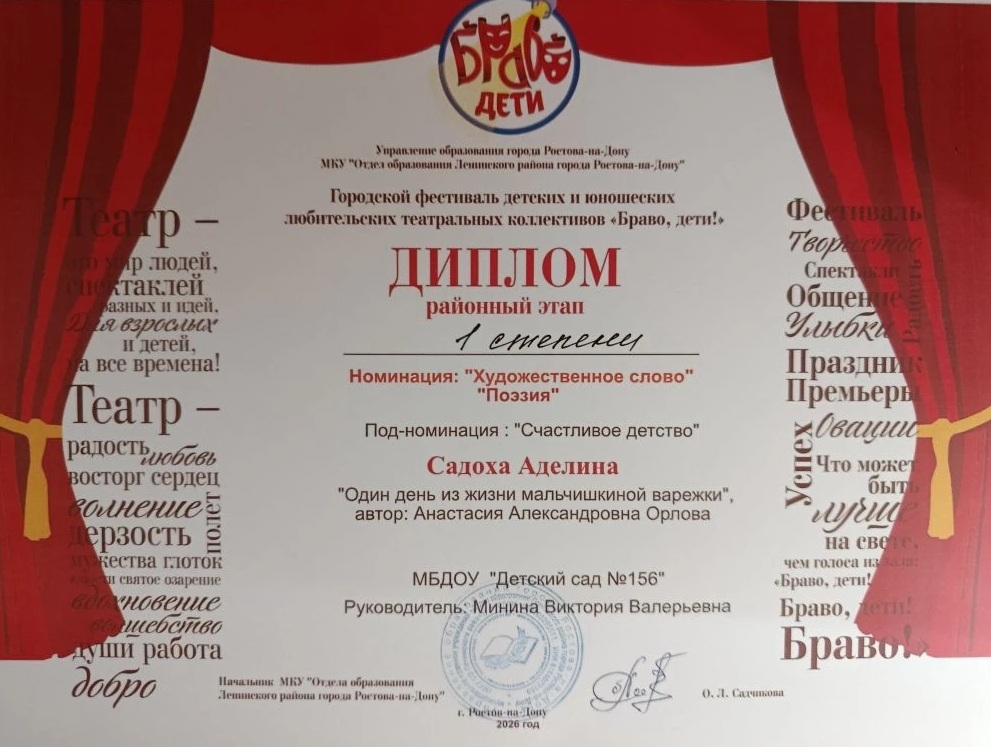 Браво
ДЕТИ
Управление образования города Ростова-на-Дону
МКУ "Отдел образования Ленинского района города Ростова-на-Дону"
Городской фестиваль детских и юношеских
любительских театральных коллективов «Браво, дети!»
ДИПЛОМ
районный этап
1 степени
Номинация: "Художественное слово"
"Поэзия"
Под-номинация : "Счастливое детство"
Садоха Аделина
"Один день из жизни мальчишкиной варежки",
автор: Анастасия Александровна Орлова
МБДОУ "Детский сад №156"
Руководитель: Минина Виктория Валерьевна
Начальник МКУ "Отдела образования
Ленинского района города Ростова-на-Дону"
О. Л. Садчикова
г. Ростов-на-Дону
2026 год
Театр –
это мир людей,
спектаклей
разных и идей.
Для взрослых
и детей,
на все времена!
Театр –
радость
любовь
восторг сердец
волнение
полет
дерзость
мужества глоток
и святое озарение
вдохновение
волшебство
души работа
добро
Фестиваль
Творчество
Спектакли
Радость
Общение
Улыбки
Праздник
Премьеры
Успех
Овации
Что может
быть
лучше
на свете,
чем голоса из зала:
«Браво, дети!
Браво, дети!
Браво!»